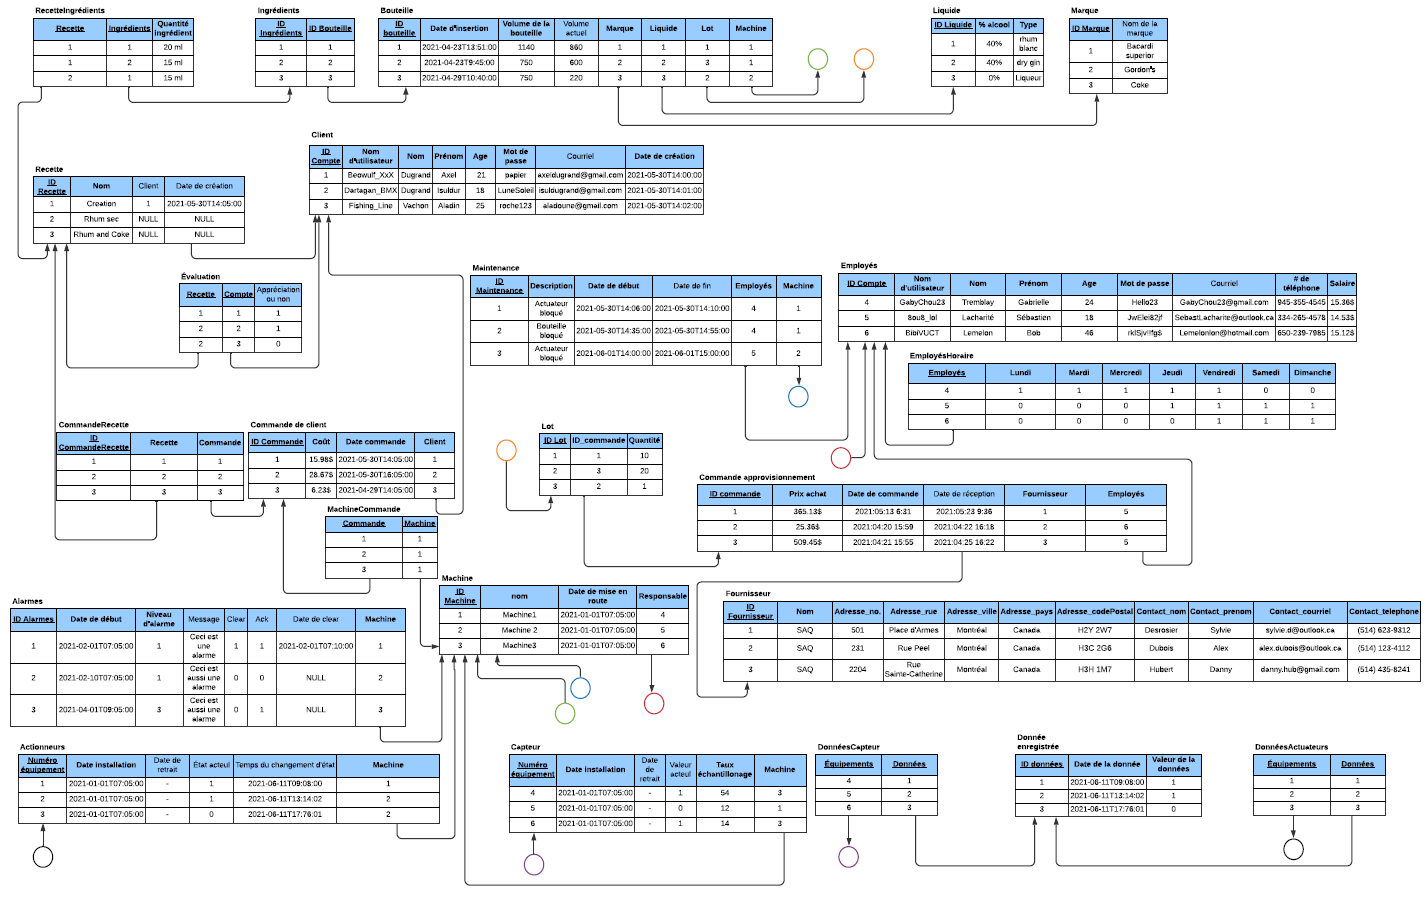 RecetteIngrédients
Recette Ingrédients Quantité ingrédient
1 1 20 ml
1 2 15 ml
2 1 15 ml
Ingrédients
ID Ingrédients ID Bouteille
1 1
2 2
3 3
Bouteille
ID bouteille Date d'insertion Volume de la bouteille Volume actuel Marque Liquide Lot Machine
1 2021-04-23T13:51:00 1140 860 1 1 1 1
2 2021-04-23T9:45:00 750 600 2 2 3 1
3 2021-04-29T10:40:00 750 220 3 3 2 2
Liquide
ID Liquide % alcool Type
1 40% rhum blanc
2 40% dry gin
3 0% Liqueur
Marque
ID Marque Nom de la marque
1 Bacardi superior
2 Gordon's
3 Coke
Client
ID Compte Nom d'utilisateur Nom Prénom Age Mot de passe Courriel Date de création
1 Beowulf_XxX Dugrand Axel 21 papier axeldugrand@gmail.com 2021-05-30T14:00:00
2 Dartagan_BMX Dugrand Isuldur 18 LuneSoleil isuldugrand@gmail.com 2021-05-30T14:01:00
3 Fishing_Line Vachon Aladin 25 roche123 aladoune@gmail.com 2021-05-30T14:02:00
Recette
ID Recette Nom Client Date de création
1 Creation 1 2021-05-30T14:05:00
2 Rhum sec NULL NULL
3 Rhum and Coke NULL NULL
Évaluation
Recette Compte Appréciation ou non
1 1 1
2 2 1
2 3 0
Maintenance
ID Maintenance Description Date de début Date de fin Employés Machine
1 Actuateur bloqué 2021-05-30T14:06:00 2021-05-30T14:10:00 4 1
2 Bouteille bloqué 2021-05-30T14:35:00 2021-05-30T14:55:00 4 1
3 Actuateur bloqué 2021-06-01T14:00:00 2021-06-01T15:00:00 5 2
Employés
ID Compte Nom d'utilisateur Nom Prénom Age Mot de passe Courriel # de téléphone Salaire
4 GabyChou23 Tremblay Gabrielle 24 Hello23 GabyChou23@gmail.com 945-355-4545 15.36$
5 8ou8_lol Lacharité Sébastien 18 JwElei82jf SebastLacharite@outlook.ca 334-265-4578 14.53$
6 BibiVUCT Lemelon Bob 46 Lemelonlon@hotmail.com 650-239-7985 15.12$
EmployésHoraire
Employés Lundi Mardi Mercredi Jeudi Vendredi Samedi Dimanche
4 1 1 1 1 1 0 0
5 0 0 0 1 1 1 1
6 0 0 0 0 1 1 1
CommandeRecette
ID CommandeRecette Recette Commande
1 1 1
2 2 2
3 3 3
Commande de client
ID Commande Coût Date commande Client
1 15.98$ 2021-05-30T14:05:00 1
2 28.67$ 2021-05-30T16:05:00 2
3 6.23$ 2021-04-29T14:05:00 3
Lot
ID Lot ID_commande Quantité
1 1 10
2 3 20
3 2 1
Commande approvisionnement
ID commande Prix achat Date de commande Date de réception Fournisseur Employés
1 365.13$ 2021:05:13 6:31 2021:05:23 9:36 1 5
2 25.36$ 2021:04:20 15:59 2021:04:22 16:18 2 6
3 509.45$ 2021:04:21 15:55 2021:04:25 16:22 3 5
MachineCommande
Commande Machine
1 1
2 1
3 1
Machine
ID Machine nom Date de mise en route Responsable
1 Machine1 2021-01-01T07:05:00 4
2 Machine 2 2021-01-01T07:05:00 5
3 Machine3 2021-01-01T07:05:00 6
Fournisseur
ID Fournisseur Nom Adresse_no. Adresse_rue Adresse_ville Adresse_pays Adresse_codePostal Contact_nom Contact_prenom Contact_courriel Contact_telephone
1 SAQ 501 Place d'Armes Montréal Canada H2Y 2W7 Desrosier Sylvie sylvie.d@outlook.ca (514) 623-9312
2 SAQ 231 Rue Peel Montréal Canada H3C 2G6 Dubois Alex alex.dubois@outlook.ca (514) 123-4112
3 SAQ 2204 Rue Sainte-Catherine Montréal Canada H3H 1M7 Hubert Danny danny.hub@gmail.com (514) 435-8241
Alarmes
ID Alarmes Date de début Niveau d'alarme Message Clear Ack Date de clear Machine
1 2021-02-01T07:05:00 1 Ceci est une alarme 1 1 2021-02-01T07:10:00 1
2 2021-02-10T07:05:00 1 Ceci est aussi une alarme 0 0 NULL 2
3 2021-04-01T09:05:00 3 Ceci est aussi une alarme 0 1 NULL 3
Actionneurs
Numéro équipement Date installation Date de retrait État acteul Temps du changement d'état Machine
1 2021-01-01T07:05:00 - 1 2021-06-11T09:08:00 1
2 2021-01-01T07:05:00 - 1 2021-06-11T13:14:02 2
3 2021-01-01T07:05:00 - 0 2021-06-11T17:76:01 2
Capteur
Numéro équipement Date installation Date de retrait Valeur acteul Taux échantillonage Machine
4 2021-01-01T07:05:00 - 1 54 3
5 2021-01-01T07:05:00 - 0 12 1
6 2021-01-01T07:05:00 - 1 14 3
DonnéesCapteur
Équipements Données
4 1
5 2
6 3
Donnée enregistrée
ID données Date de la donnée Valeur de la données
1 2021-06-11T09:08:00 1
2 2021-06-11T13:14:02 1
3 2021-06-11T17:76:01 0
DonnéesActuateurs
Équipements Données
1 1
2 2
3 3